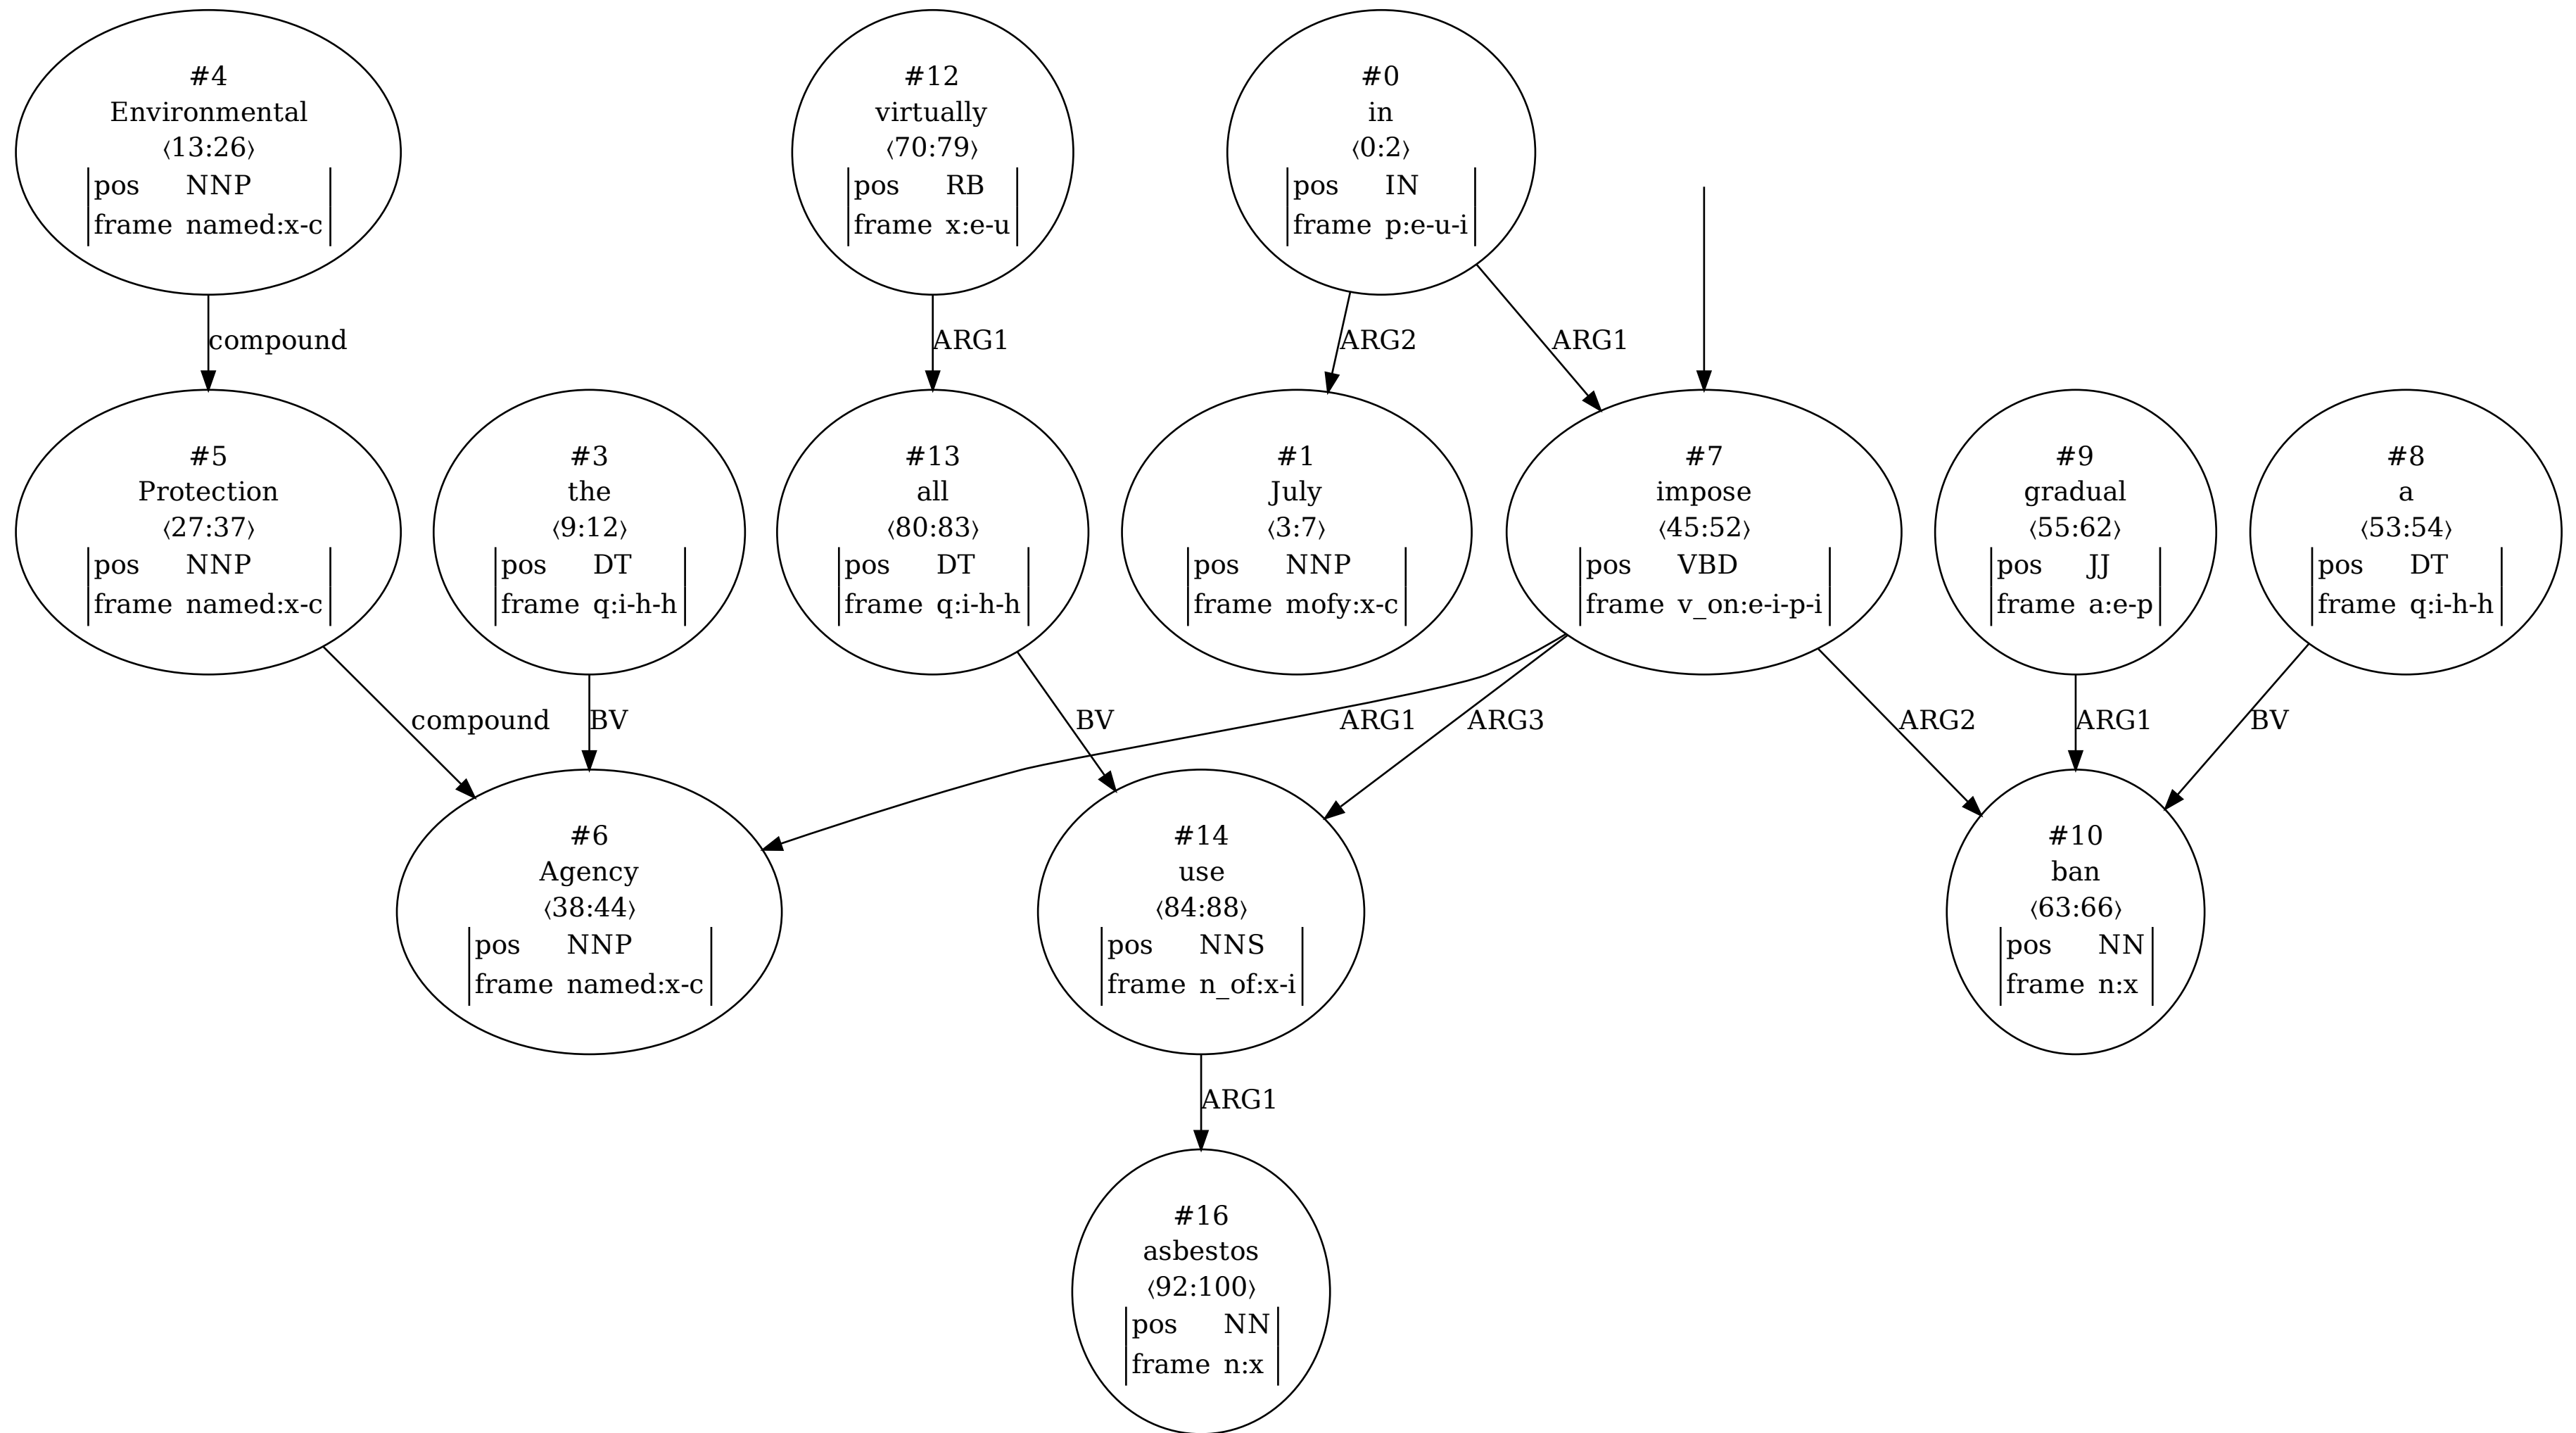 #4
Environmental
⟨13:26⟩
pos NNP
frame named:x-c
#12
virtually
⟨70:79⟩
pos RB
frame x:e-u
#0
in
⟨0:2⟩
pos IN
frame p:e-u-i
compound
ARG1
ARG2
ARG1
#5
Protection
⟨27:37⟩
pos NNP
frame named:x-c
#3
the
⟨9:12⟩
pos DT
frame q:i-h-h
#13
all
⟨80:83⟩
pos DT
frame q:i-h-h
#1
July
⟨3:7⟩
pos NNP
frame mofy:x-c
#7
impose
⟨45:52⟩
pos VBD
frame v_on:e-i-p-i
#9
gradual
⟨55:62⟩
pos JJ
frame a:e-p
#8
a
⟨53:54⟩
pos DT
frame q:i-h-h
compound
BV
BV
ARG1
ARG3
ARG2
ARG1
BV
#6
Agency
⟨38:44⟩
pos NNP
frame named:x-c
#14
use
⟨84:88⟩
pos NNS
frame n_of:x-i
#10
ban
⟨63:66⟩
pos NN
frame n:x
ARG1
#16
asbestos
⟨92:100⟩
pos NN
frame n:x